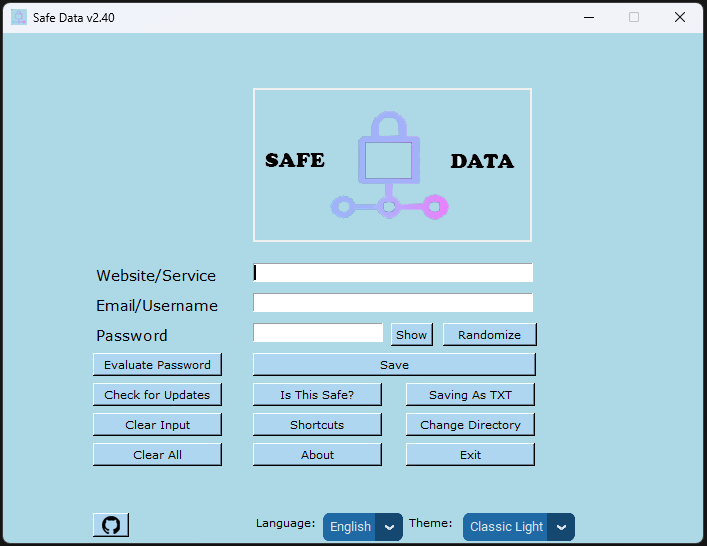 Safe Data v2.40
SAFE DATA
Website/Service
Email/Username
Password Show Randomize
Evaluate Password Save
Check for Updates Is This Safe? Saving As TXT
Clear Input Shortcuts Change Directory
Clear All About Exit
Language: English Theme: Classic Light